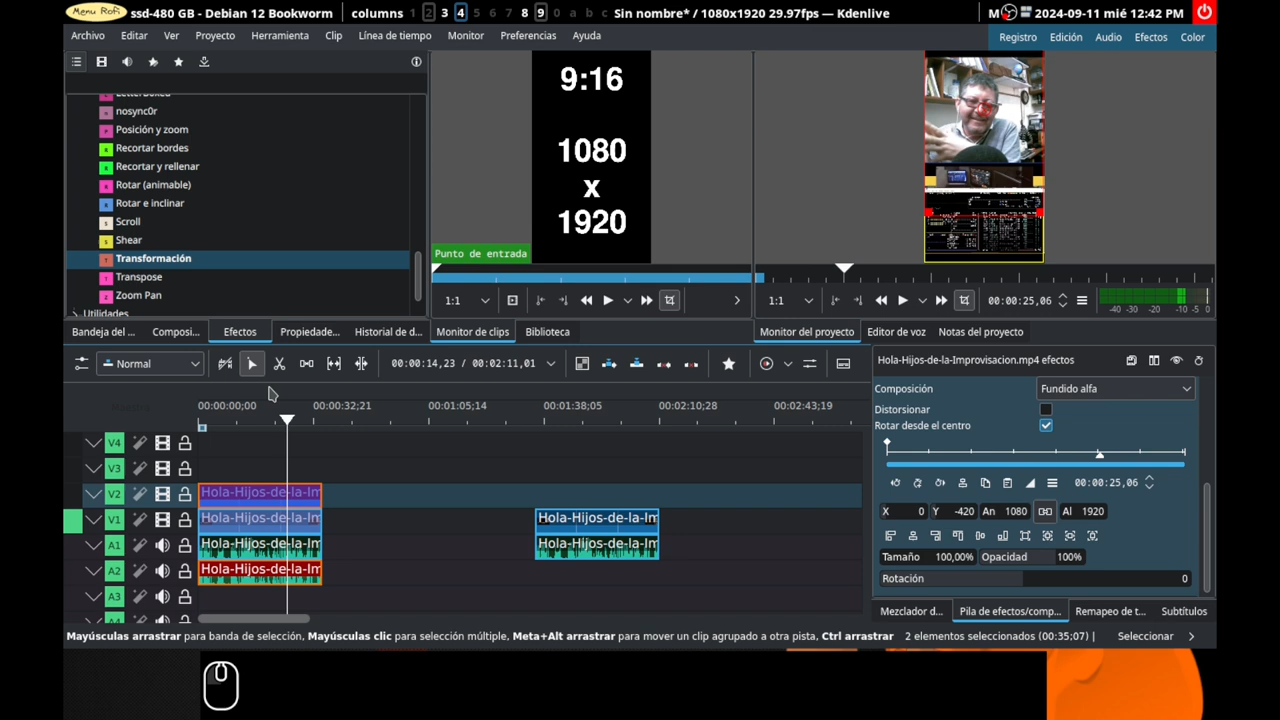 Menu Rofi ssd-480 GB - Debian 12 Bookworm columns 1 2 3 4 5 6 7 8 9 0 a b c Sin nombre* / 1080x1920 29.97fps — Kdenlive M 2024-09-11 mié 12:42 PM
Archivo Editar Ver Proyecto Herramienta Clip Línea de tiempo Monitor Preferencias Ayuda Registro Edición Audio Efectos Color
nosync0r
Posición y zoom
Recortar bordes
Recortar y rellenar
Rotar (animable)
Rotar e inclinar
Scroll
Shear
Transformación
Transpose
Zoom Pan
Utilidades
9:16
1080
x
1920
Punto de entrada
1:1 1:1 00:00:25,06 -40 -30 -20 -10 -5 0
Bandeja del ... Composi... Efectos Propiedade... Historial de d... Monitor de clips Biblioteca Monitor del proyecto Editor de voz Notas del proyecto
Normal 00:00:14,23 / 00:02:11,01
Hola-Hijos-de-la-Improvisacion.mp4 efectos
Composición Fundido alfa
Distorsionar
Rotar desde el centro
00:00:25,06
X 0 Y -420 An 1080 Al 1920
Tamaño 100,00% Opacidad 100%
Rotación 0
00:00:00;00 00:00:32;21 00:01:05;14 00:01:38;05 00:02:10;28 00:02:43;19
V4
V3
V2 Hola-Hijos-de-la-Im
V1 Hola-Hijos-de-la-Im Hola-Hijos-de-la-Im
A1 Hola-Hijos-de-la-Im Hola-Hijos-de-la-Im
A2 Hola-Hijos-de-la-Im
A3
Mezclador d... Pila de efectos/comp... Remapeo de t... Subtítulos
Mayúsculas arrastrar para banda de selección, Mayúsculas clic para selección múltiple, Meta+Alt arrastrar para mover un clip agrupado a otra pista, Ctrl arrastrar 2 elementos seleccionados (00:35:07) | Seleccionar